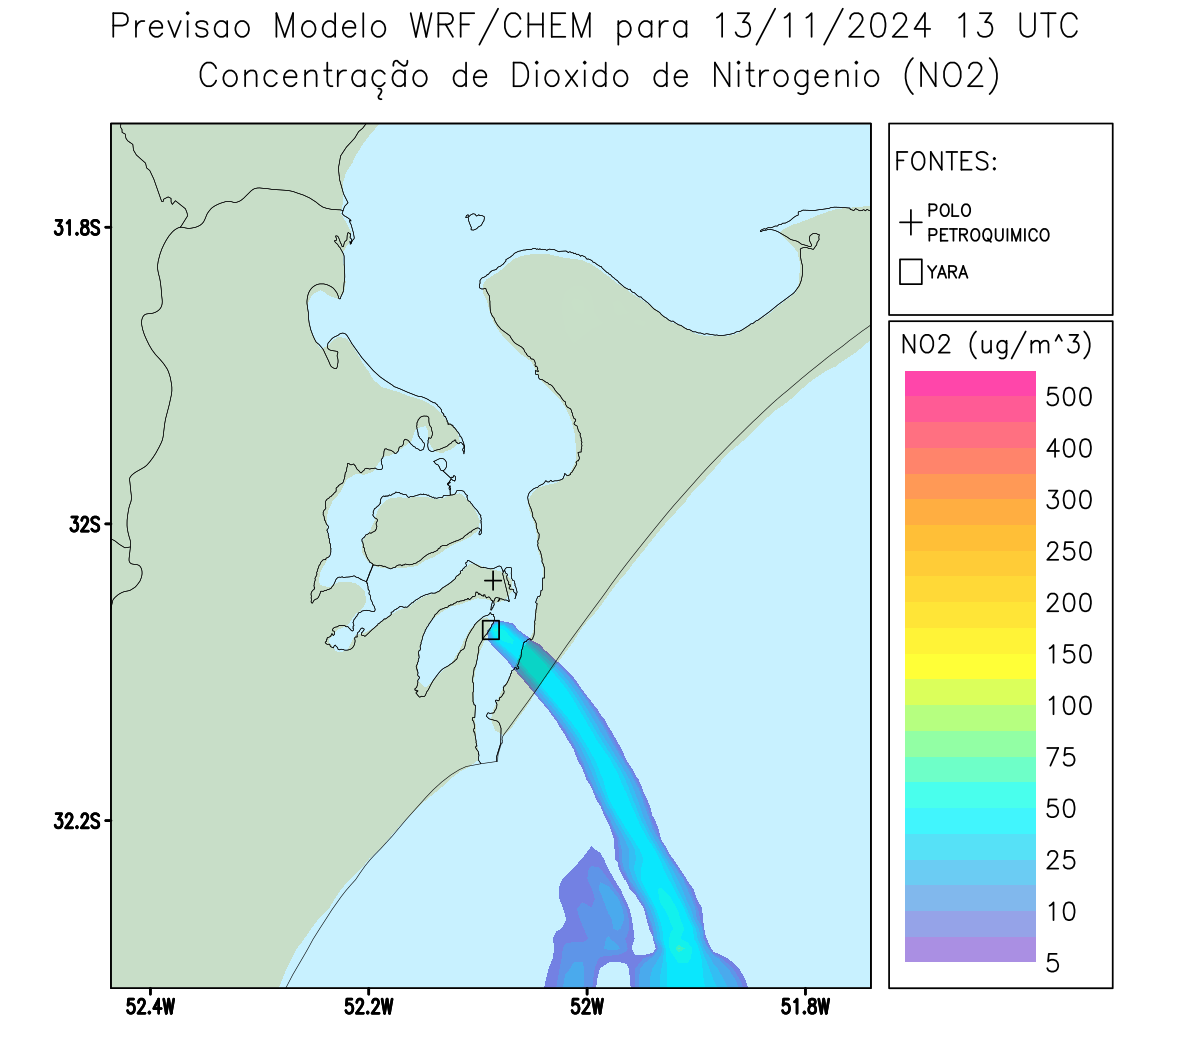 Previsao Modelo WRF/CHEM para 13/11/2024 13 UTC
Concentração de Dioxido de Nitrogenio (NO2)
FONTES:
POLO
PETROQUIMICO
YARA
NO2 (ug/m^3)
500
400
300
250
200
150
100
75
50
25
10
5
31.8S
32S
32.2S
52.4W
52.2W
52W
51.8W